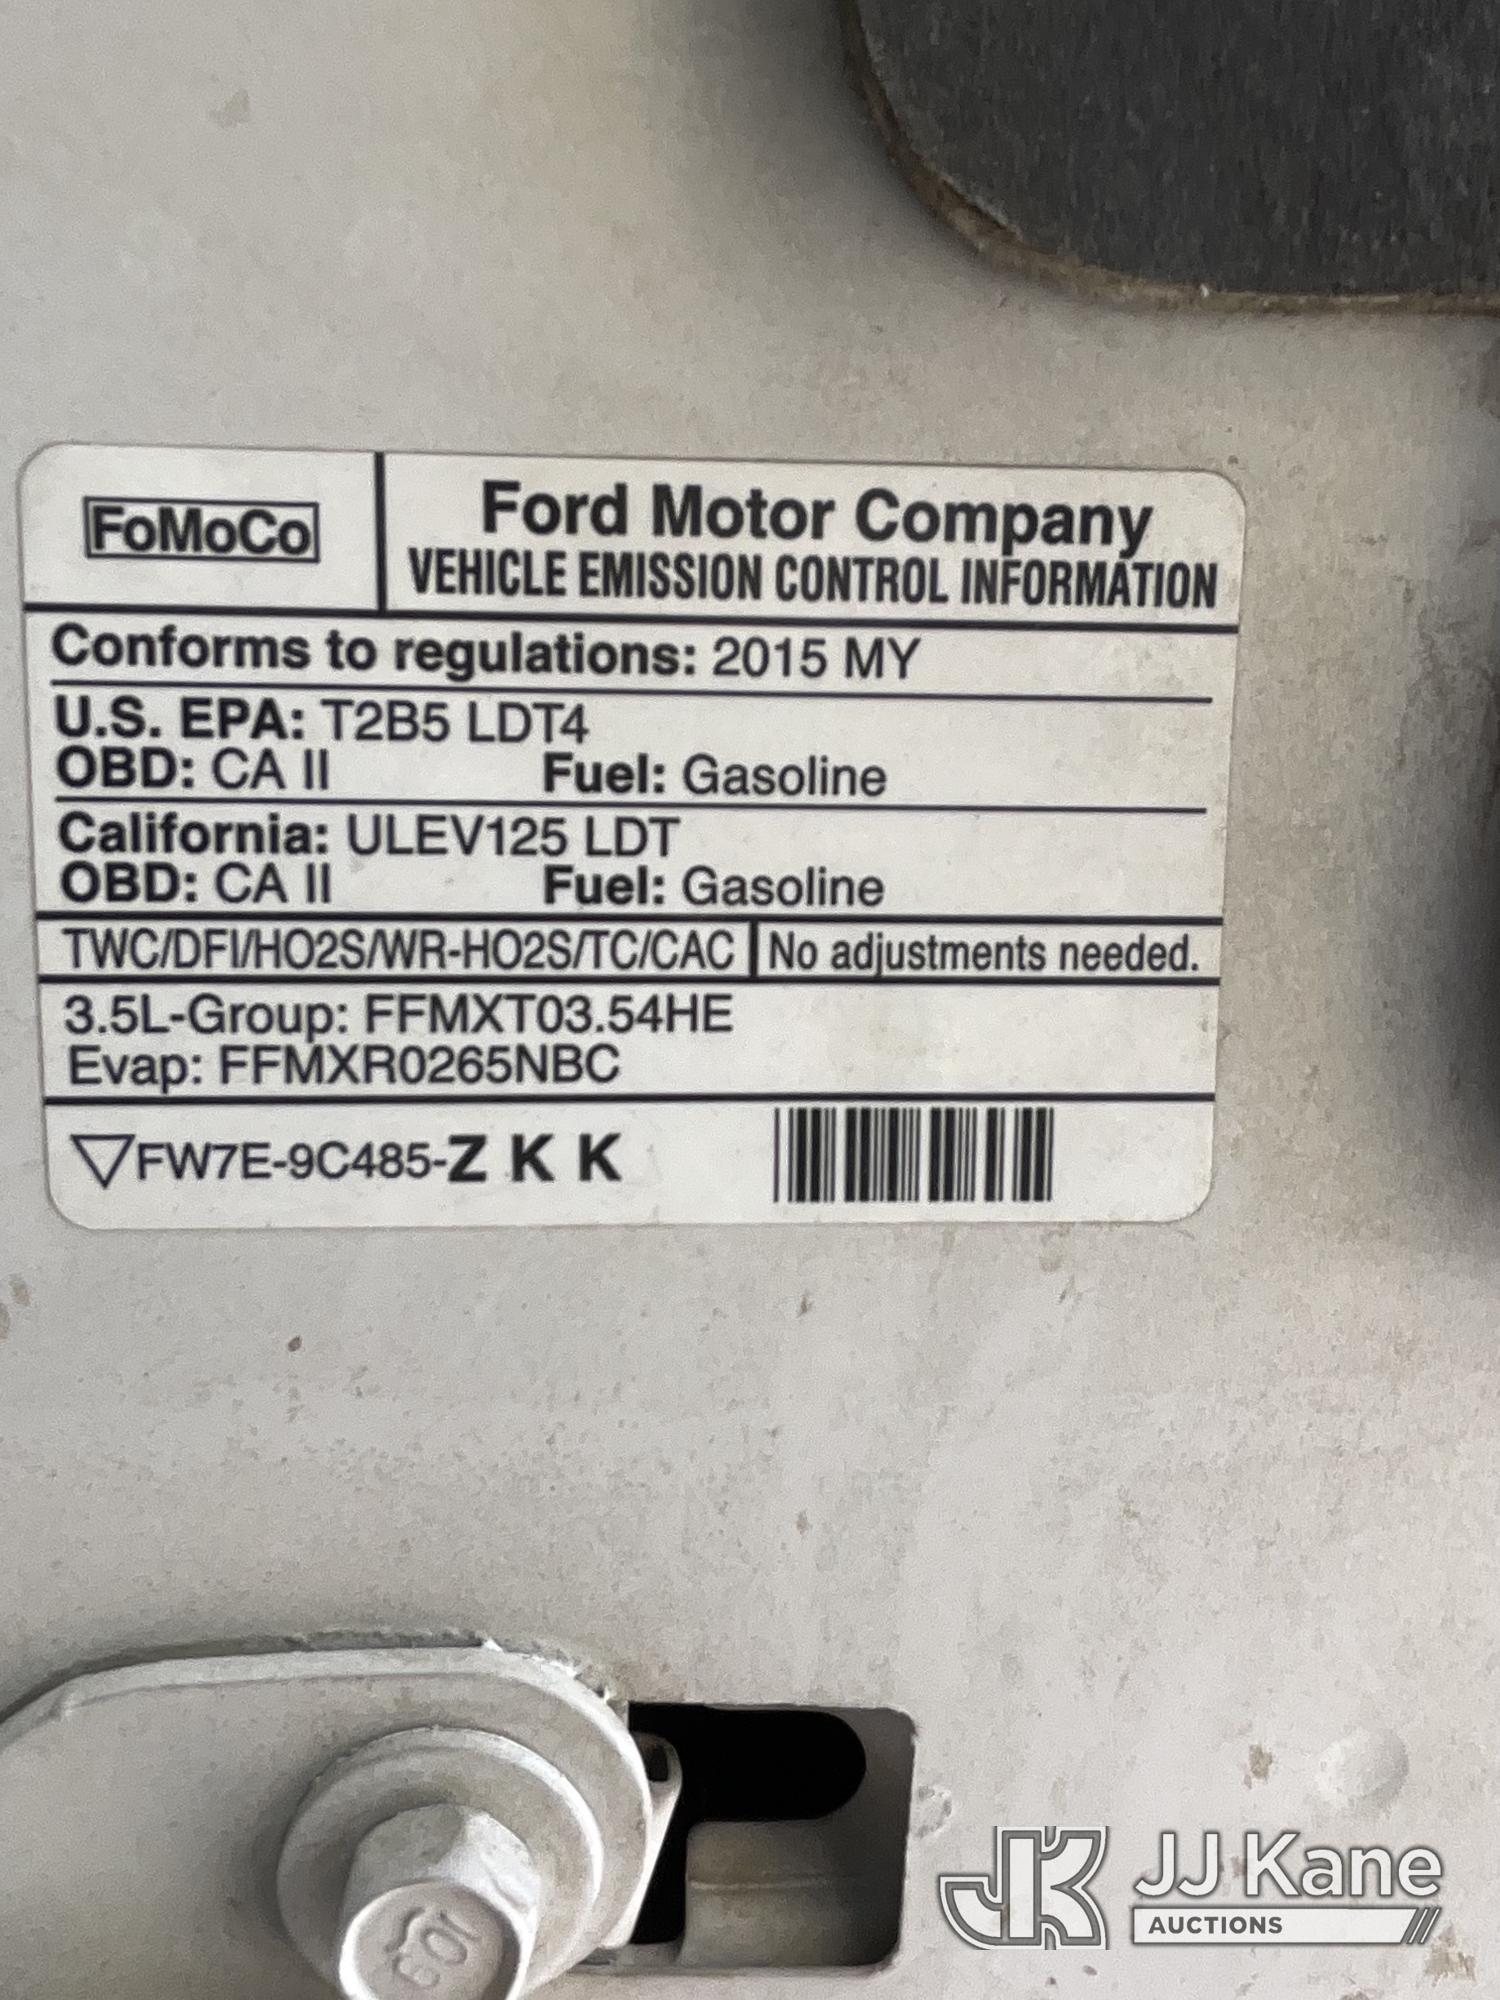 FoMoCo
Ford Motor Company
VEHICLE EMISSION CONTROL INFORMATION
Conforms to regulations: 2015 MY
U.S. EPA: T2B5 LDT4
OBD: CA II Fuel: Gasoline
California: ULEV125 LDT
OBD: CA II Fuel: Gasoline
TWC/DFI/HO2S/WR-HO2S/TC/CAC No adjustments needed.
3.5L-Group: FFMXT03.54HE
Evap: FFMXR0265NBC
FW7E-9C485-Z K K
JK JJ Kane
AUCTIONS